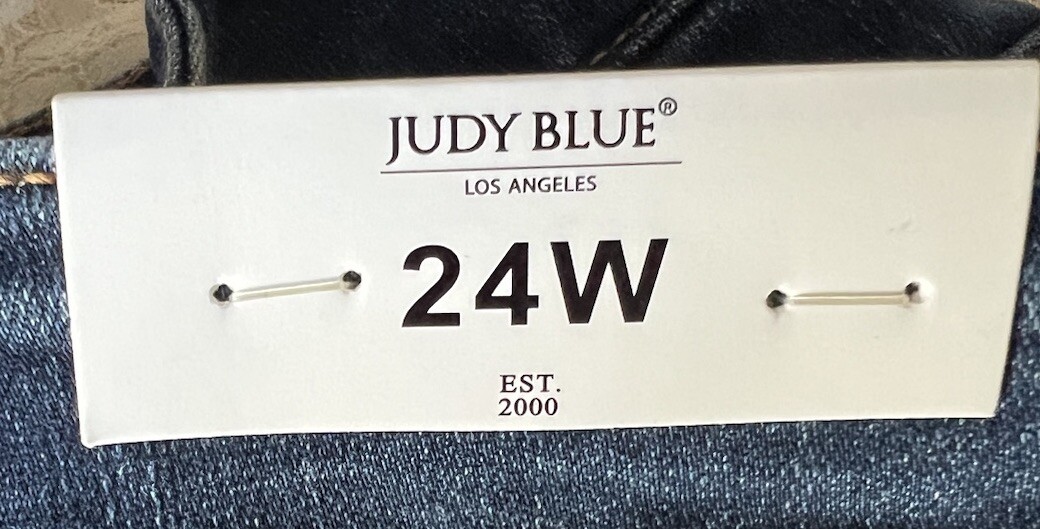 JUDY BLUE®
LOS ANGELES
24W
EST.
2000